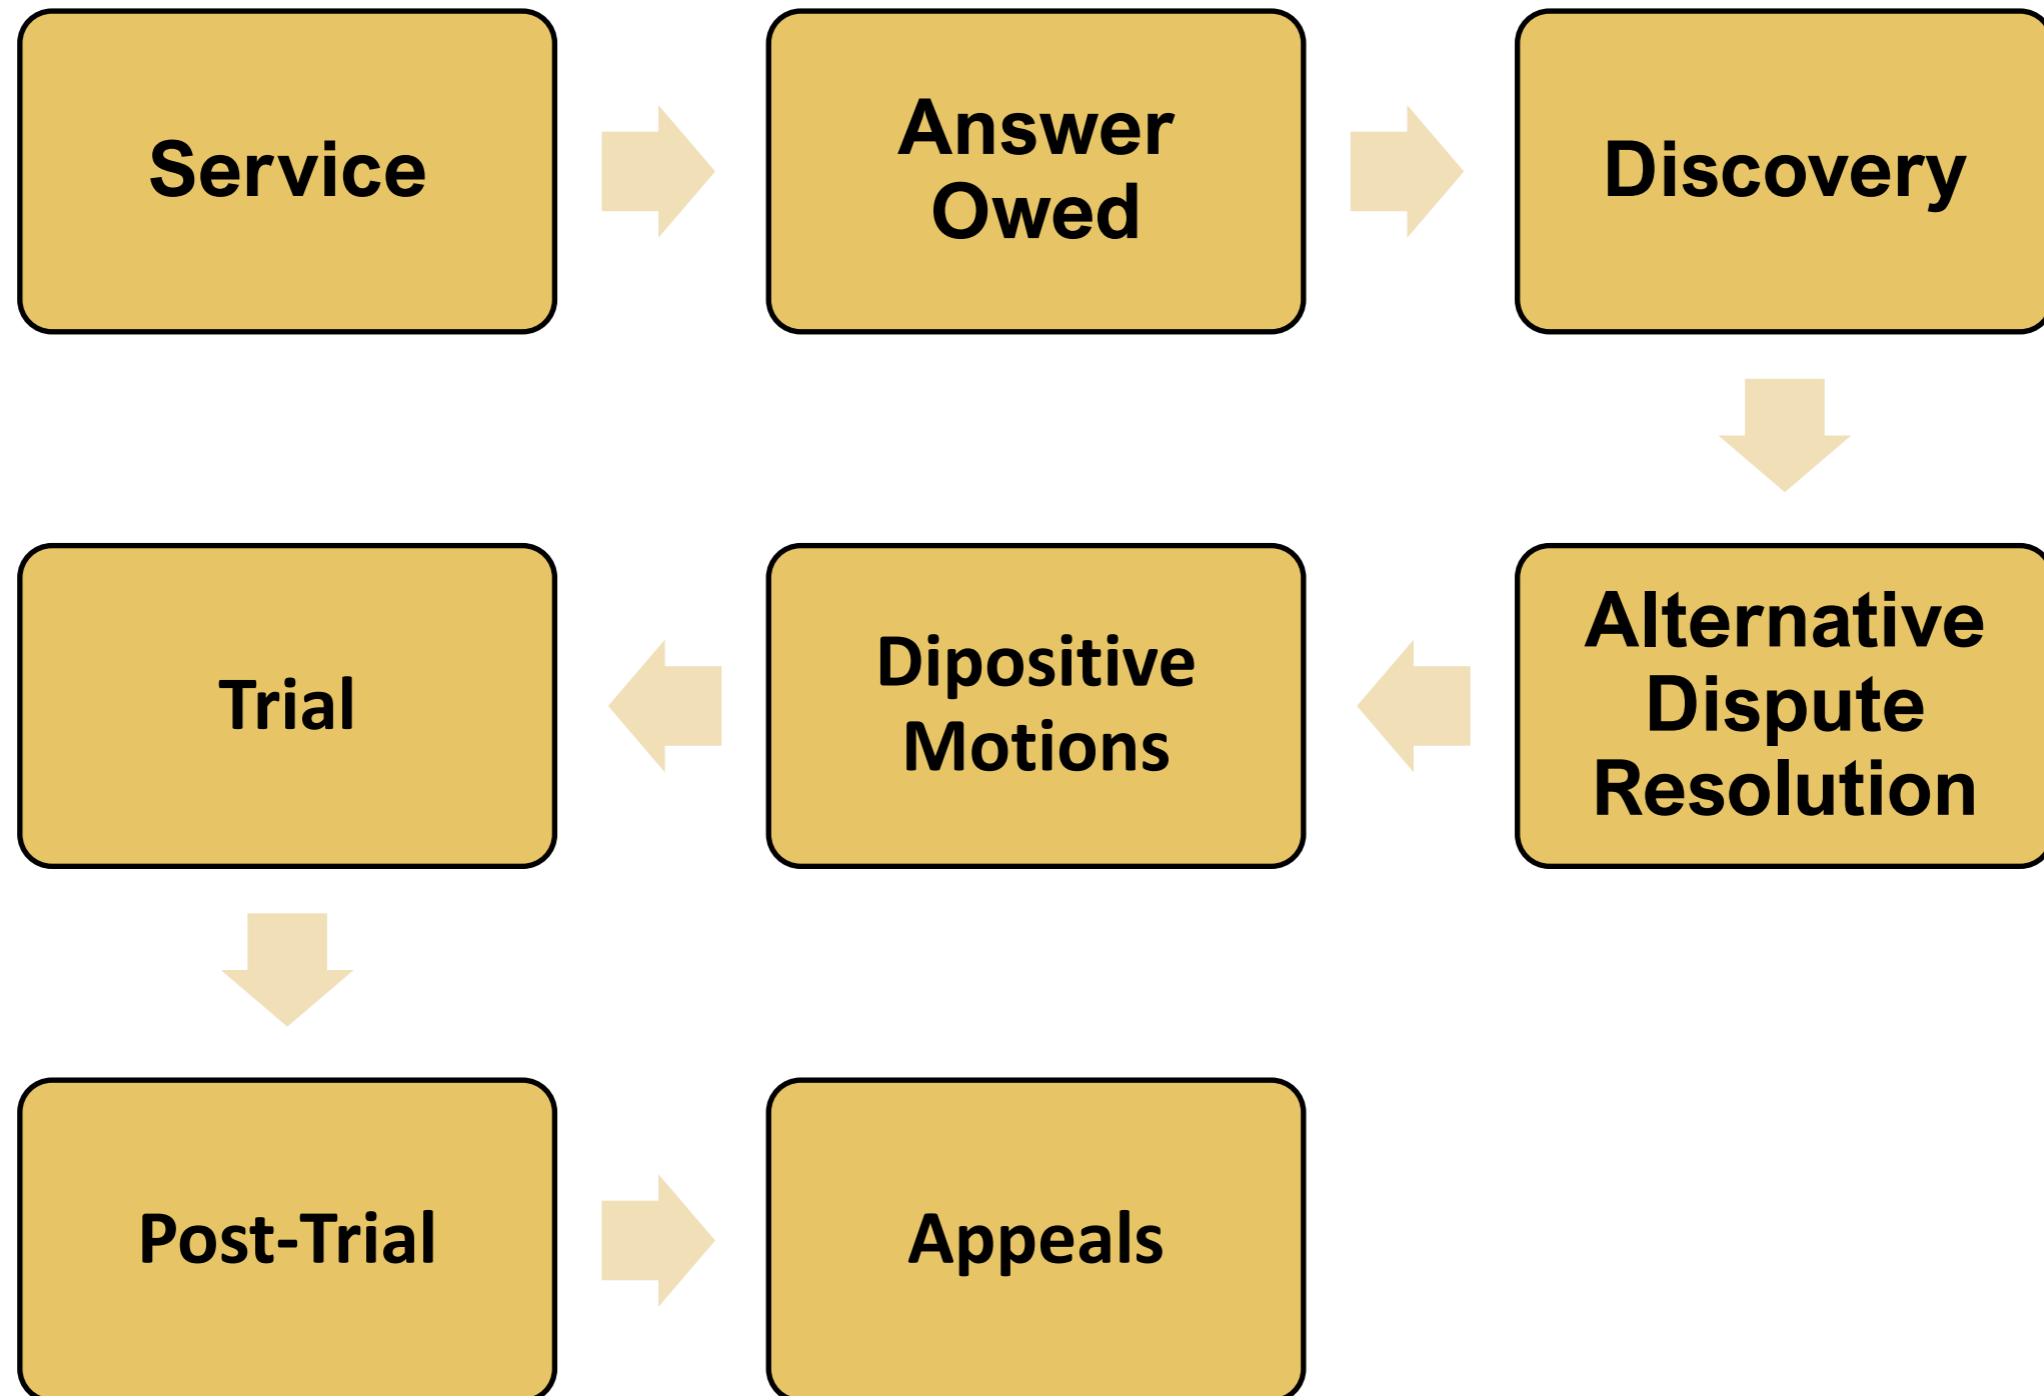 Service
Answer
Owed
Discovery
Alternative
Dispute
Resolution
Dipositive
Motions
Trial
Post-Trial
Appeals